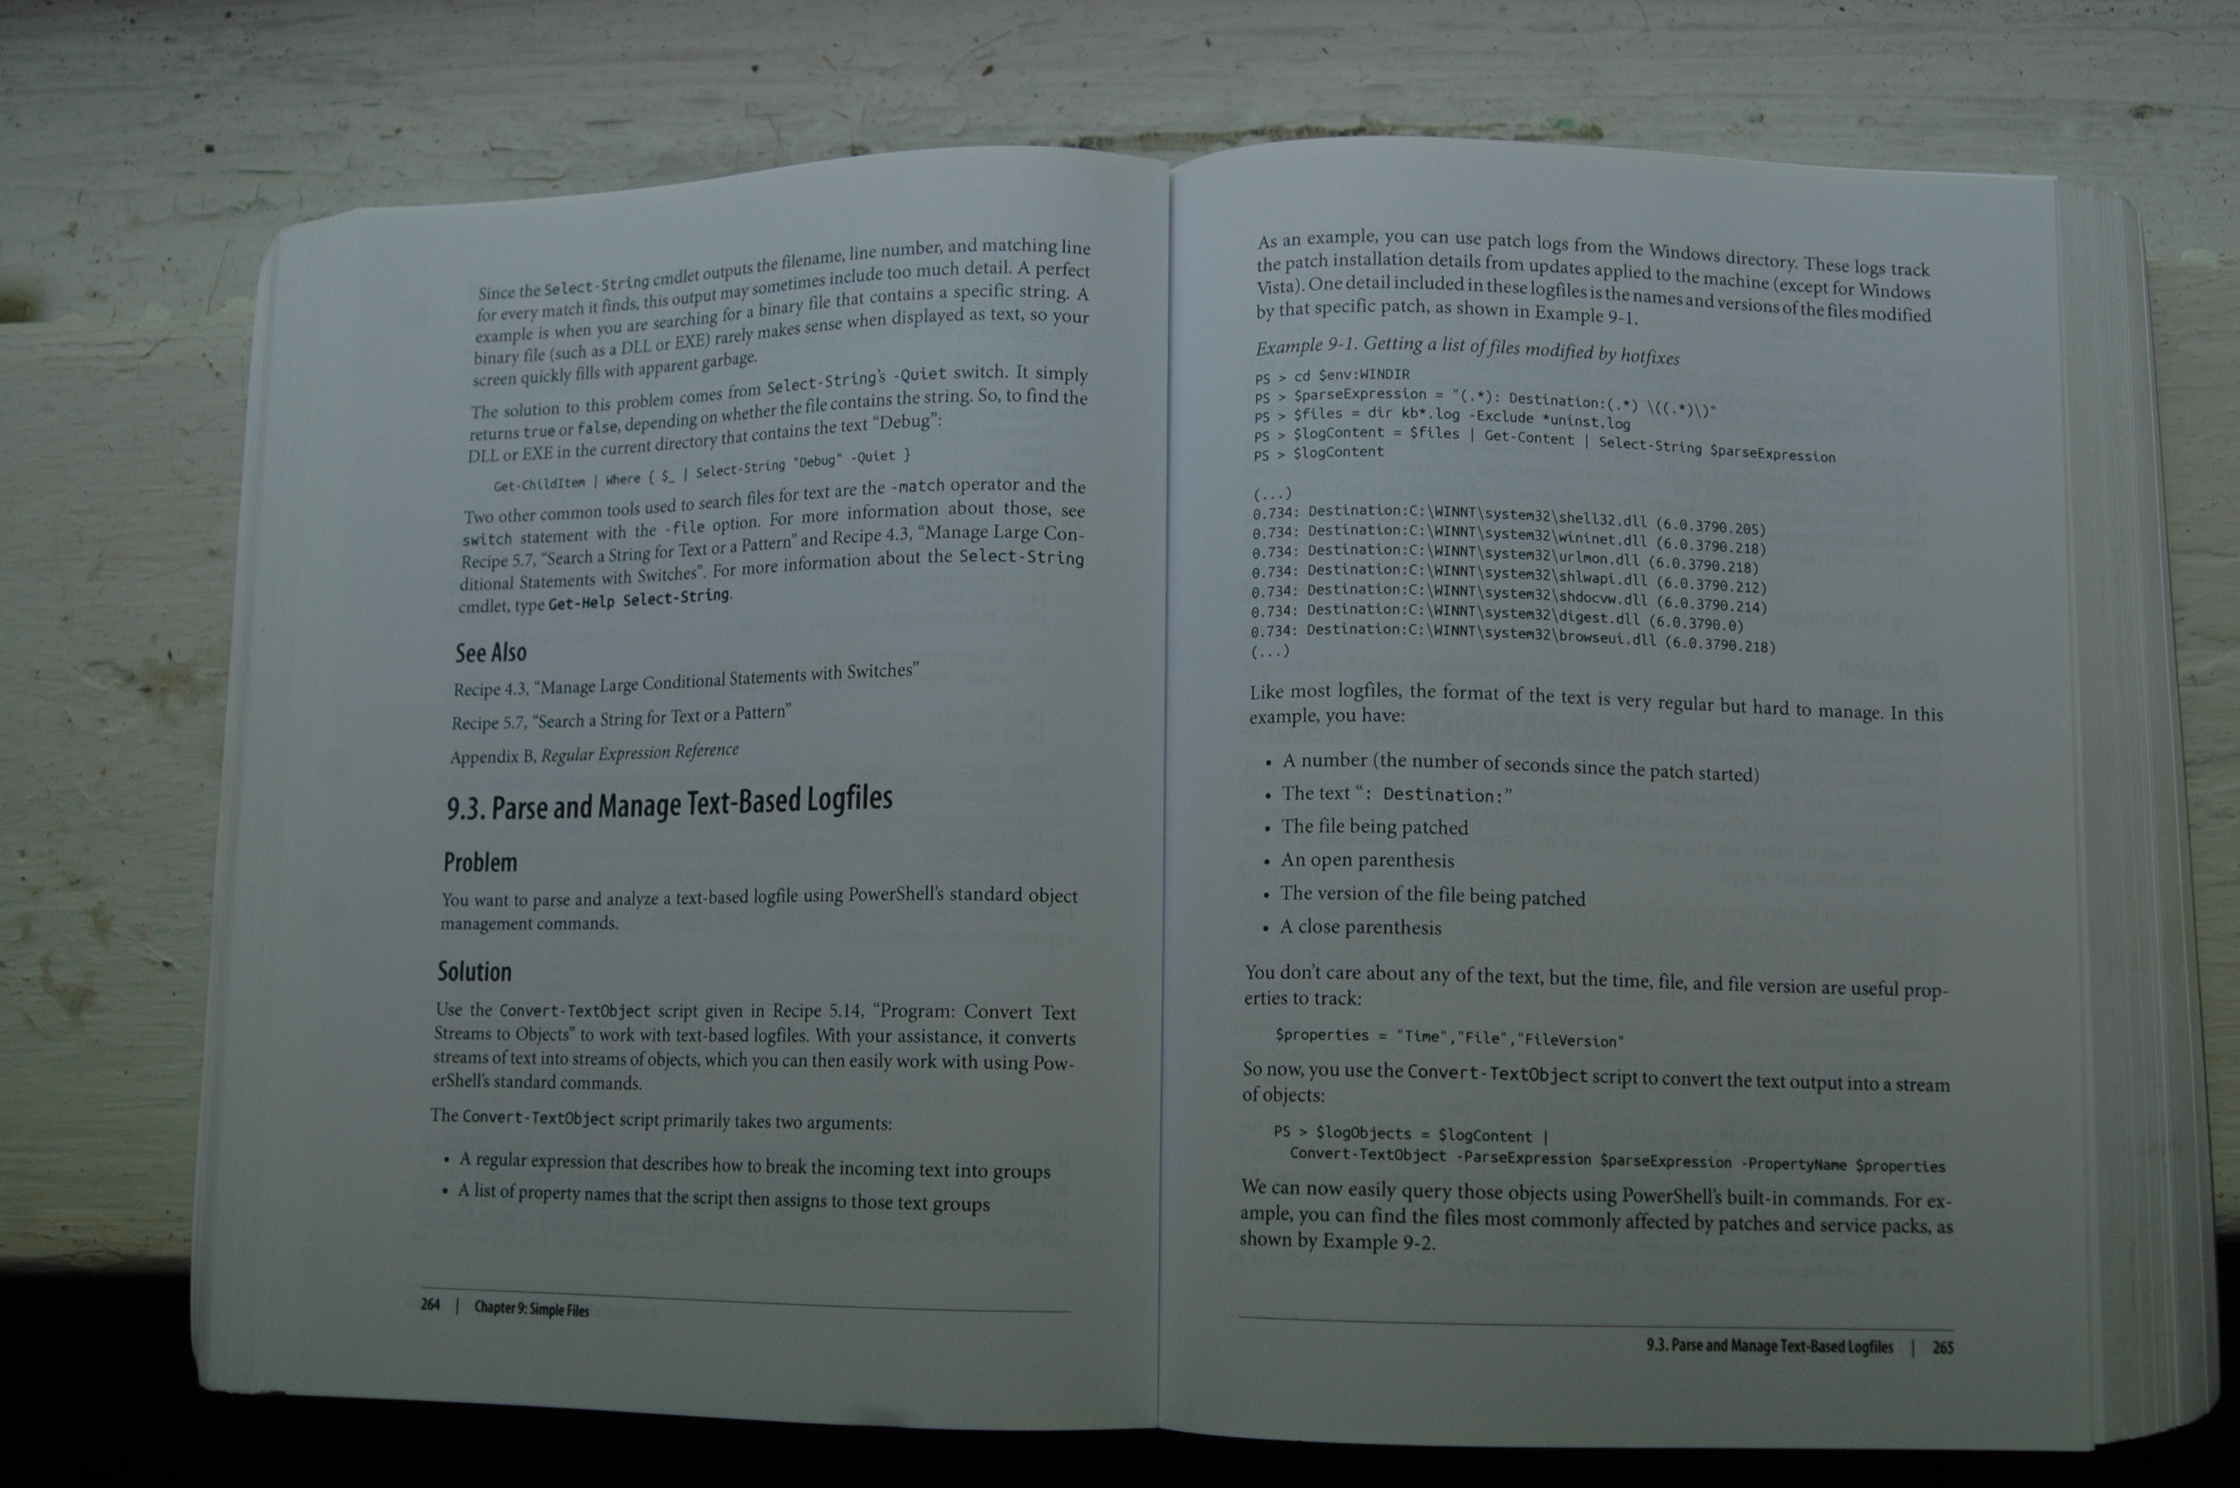 Since the Select-String cmdlet outputs the filename, line number, and matching line
for every match it finds, this output may sometimes include too much detail. A perfect
example is when you are searching for a binary file that contains a specific string. A
binary file (such as a DLL or EXE) rarely makes sense when displayed as text, so your
screen quickly fills with apparent garbage.
The solution to this problem comes from Select-String's -Quiet switch. It simply
returns true or false, depending on whether the file contains the string. So, to find the
DLL or EXE in the current directory that contains the text “Debug”:
Get-ChildItem | Where { $_ | Select-String "Debug" -Quiet }
Two other common tools used to search files for text are the -match operator and the
switch statement with the -file option. For more information about those, see
Recipe 5.7, “Search a String for Text or a Pattern” and Recipe 4.3, “Manage Large Con-
ditional Statements with Switches”. For more information about the Select-String
cmdlet, type Get-Help Select-String.
See Also
Recipe 4.3, “Manage Large Conditional Statements with Switches”
Recipe 5.7, “Search a String for Text or a Pattern”
Appendix B, Regular Expression Reference
9.3. Parse and Manage Text-Based Logfiles
Problem
You want to parse and analyze a text-based logfile using PowerShell's standard object
management commands.
Solution
Use the Convert-TextObject script given in Recipe 5.14, “Program: Convert Text
Streams to Objects” to work with text-based logfiles. With your assistance, it converts
streams of text into streams of objects, which you can then easily work with using Pow-
erShell's standard commands.
The Convert-TextObject script primarily takes two arguments:
• A regular expression that describes how to break the incoming text into groups
• A list of property names that the script then assigns to those text groups
264 | Chapter 9: Simple Files
As an example, you can use patch logs from the Windows directory. These logs track
the patch installation details from updates applied to the machine (except for Windows
Vista). One detail included in these logfiles is the names and versions of the files modified
by that specific patch, as shown in Example 9-1.
Example 9-1. Getting a list of files modified by hotfixes
PS > cd $env:WINDIR
PS > $parseExpression = "(.*): Destination:(.*) \((.*)\)"
PS > $files = dir kb*.log -Exclude *uninst.log
PS > $logContent = $files | Get-Content | Select-String $parseExpression
PS > $logContent
(...)
0.734: Destination:C:\WINNT\system32\shell32.dll (6.0.3790.205)
0.734: Destination:C:\WINNT\system32\wininet.dll (6.0.3790.218)
0.734: Destination:C:\WINNT\system32\urlmon.dll (6.0.3790.218)
0.734: Destination:C:\WINNT\system32\shlwapi.dll (6.0.3790.212)
0.734: Destination:C:\WINNT\system32\shdocvw.dll (6.0.3790.214)
0.734: Destination:C:\WINNT\system32\digest.dll (6.0.3790.0)
0.734: Destination:C:\WINNT\system32\browseui.dll (6.0.3790.218)
(...)
Like most logfiles, the format of the text is very regular but hard to manage. In this
example, you have:
• A number (the number of seconds since the patch started)
• The text “: Destination:”
• The file being patched
• An open parenthesis
• The version of the file being patched
• A close parenthesis
You don't care about any of the text, but the time, file, and file version are useful prop-
erties to track:
$properties = "Time","File","FileVersion"
So now, you use the Convert-TextObject script to convert the text output into a stream
of objects:
PS > $logObjects = $logContent |
Convert-TextObject -ParseExpression $parseExpression -PropertyName $properties
We can now easily query those objects using PowerShell's built-in commands. For ex-
ample, you can find the files most commonly affected by patches and service packs, as
shown by Example 9-2.
9.3. Parse and Manage Text-Based Logfiles | 265